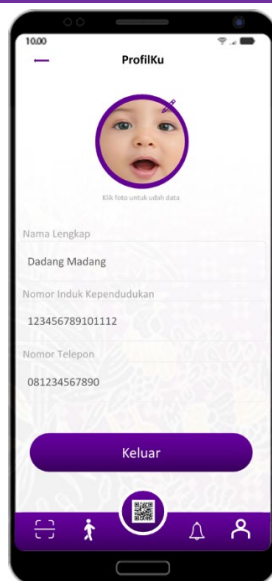 10.00
ProfilKu
Klik foto untuk udah data
Nama Lengkap
Dadang Madang
Nomor Induk Kependudukan
123456789101112
Nomor Telepon
081234567890
Keluar